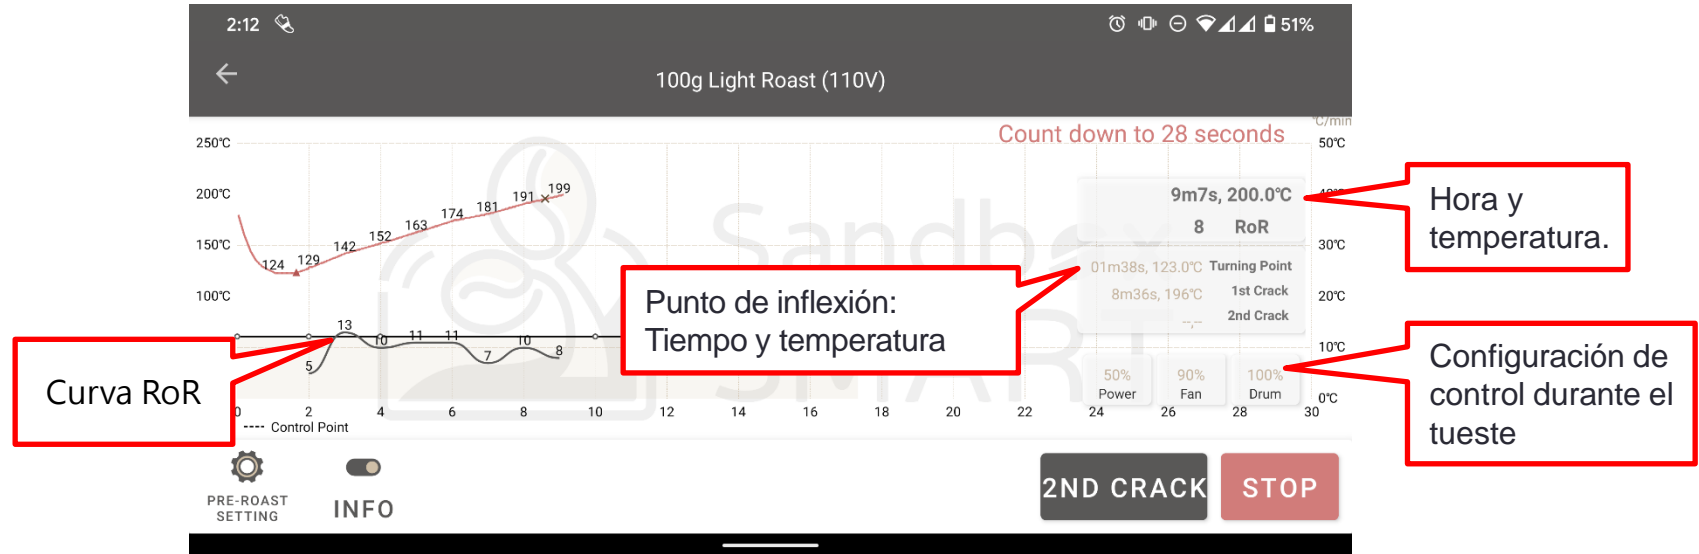 2:12
51%
100g Light Roast (110V)
Count down to 28 seconds
°C/min
250℃
50℃
200℃
150℃
30℃
100℃
20℃
10℃
0℃
124
129
142
152
163
174
181
191
199
5
13
10
11
11
7
10
8
9m7s, 200.0℃
8 RoR
01m38s, 123.0℃ Turning Point
8m36s, 196℃ 1st Crack
--,-- 2nd Crack
50%
Power
90%
Fan
100%
Drum
0 2 4 6 8 10 12 14 16 18 20 22 24 26 28 30
---- Control Point
Sandbox
SMART
Curva RoR
Punto de inflexión:
Tiempo y temperatura
Hora y
temperatura.
Configuración de
control durante el
tueste
PRE-ROAST
SETTING
INFO
2ND CRACK
STOP